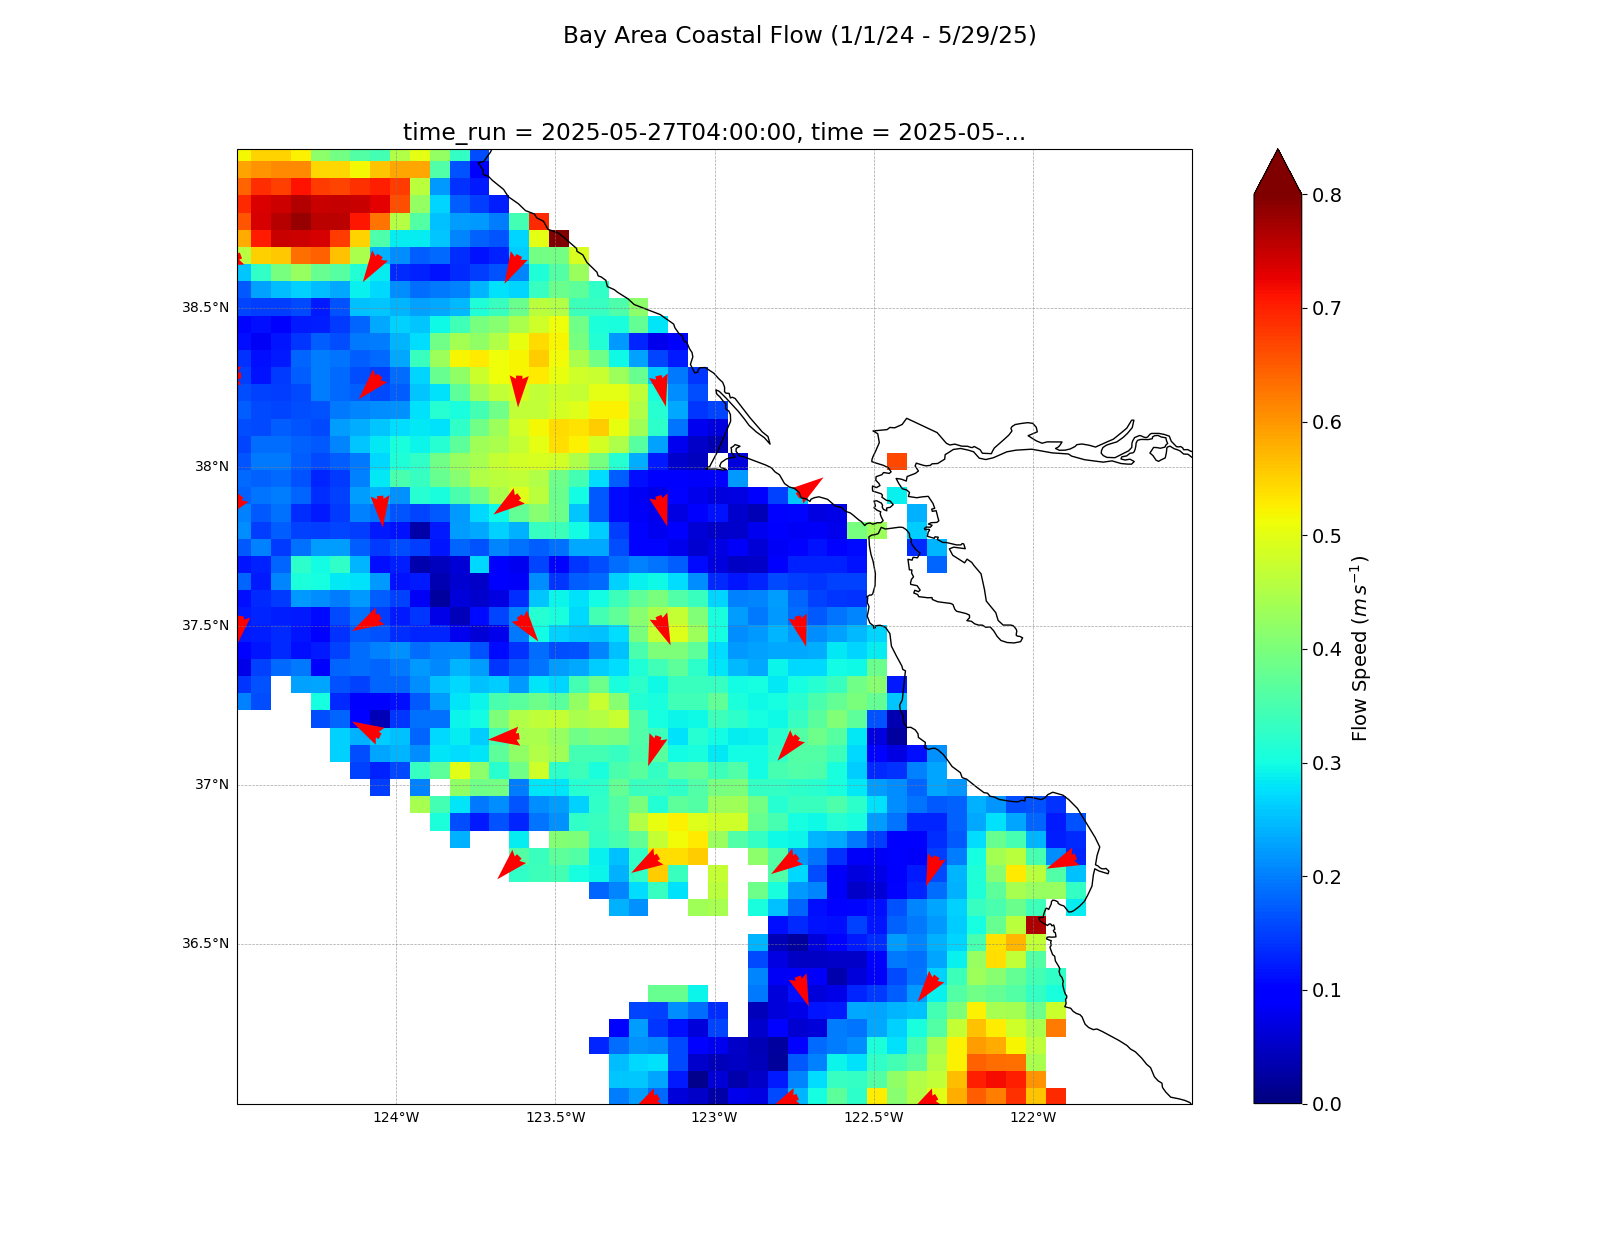 Bay Area Coastal Flow (1/1/24 - 5/29/25)
time_run = 2025-05-27T04:00:00, time = 2025-05-...
38.5°N
38°N
37.5°N
37°N
36.5°N
124°W
123.5°W
123°W
122.5°W
122°W
0.8
0.7
0.6
0.5
0.4
0.3
0.2
0.1
0.0
Flow Speed (m s⁻¹)